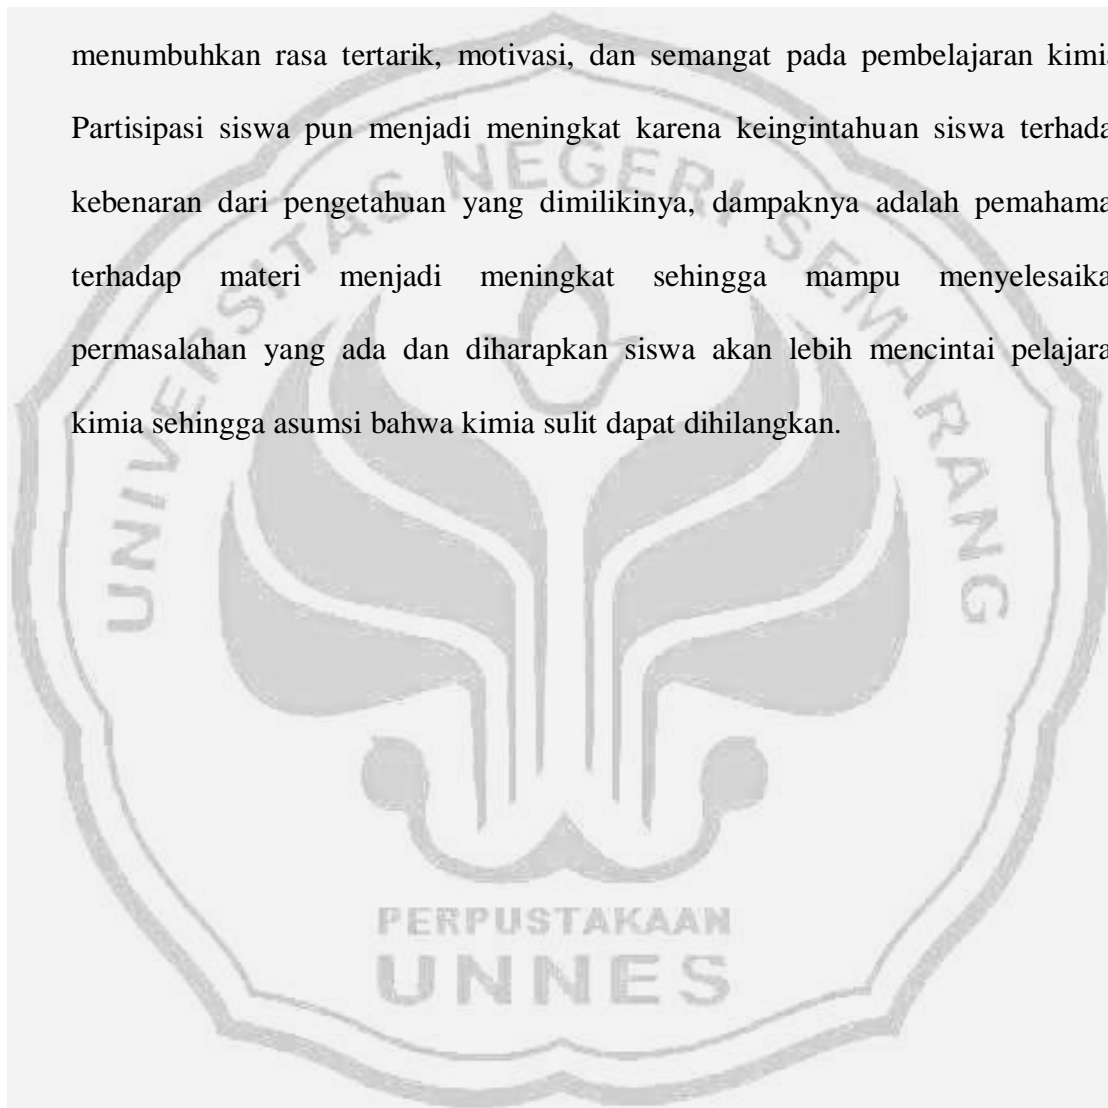 menumbuhkan rasa tertarik, motivasi, dan semangat pada pembelajaran kimia
Partisipasi siswa pun menjadi meningkat karena keingintahuan siswa terhada
kebenaran dari pengetahuan yang dimilikinya, dampaknya adalah pemahama
terhadap materi menjadi meningkat sehingga mampu menyelesaika
permasalahan yang ada dan diharapkan siswa akan lebih mencintai pelajara
kimia sehingga asumsi bahwa kimia sulit dapat dihilangkan.
UNIVERSITAS NEGERI SEMARANG
PERPUSTAKAAN
UNNES